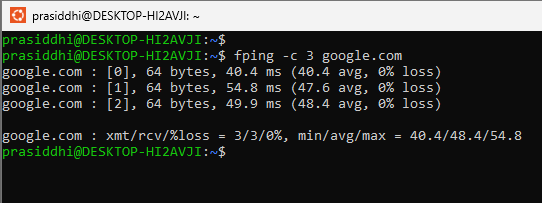 prasiddhi@DESKTOP-HI2AVJI: ~
prasiddhi@DESKTOP-HI2AVJI:~$
prasiddhi@DESKTOP-HI2AVJI:~$ fping -c 3 google.com
google.com : [0], 64 bytes, 40.4 ms (40.4 avg, 0% loss)
google.com : [1], 64 bytes, 54.8 ms (47.6 avg, 0% loss)
google.com : [2], 64 bytes, 49.9 ms (48.4 avg, 0% loss)
google.com : xmt/rcv/%loss = 3/3/0%, min/avg/max = 40.4/48.4/54.8
prasiddhi@DESKTOP-HI2AVJI:~$